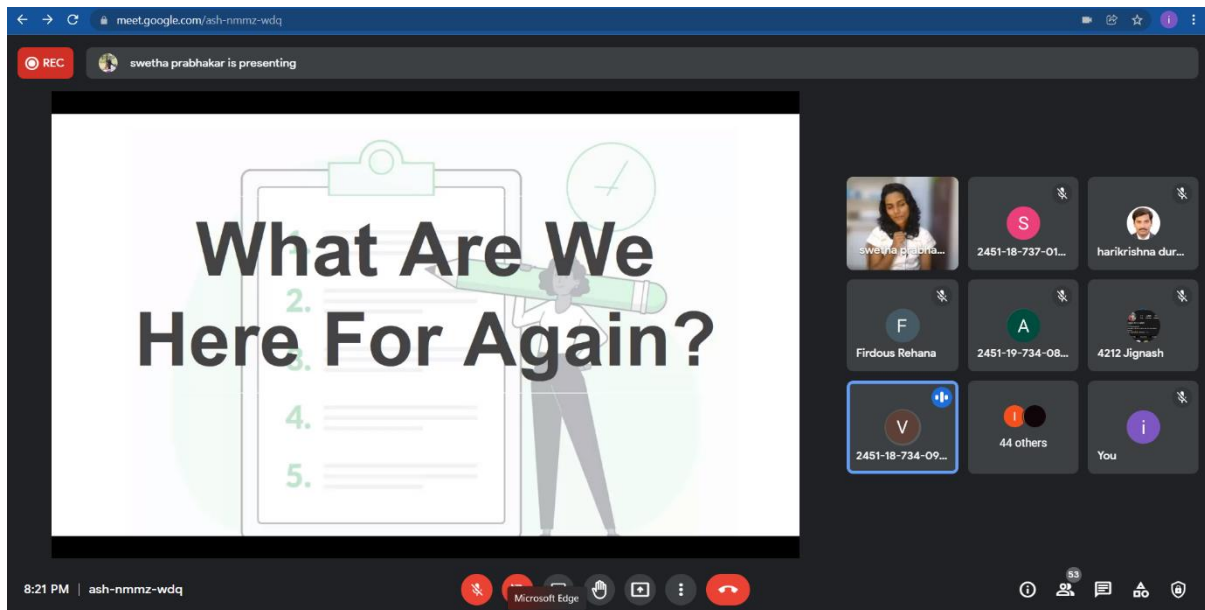 meet.google.com/ash-nmmz-wdq
i
REC
swetha prabhakar is presenting
What Are We
Here For Again?
2.
3.
4.
5.
swetha prabha...
S
2451-18-737-01...
harikrishna dur...
F
Firdous Rehana
A
2451-19-734-08...
4212 Jignash
V
2451-18-734-09...
I
44 others
i
You
8:21 PM | ash-nmmz-wdq
Microsoft Edge
53